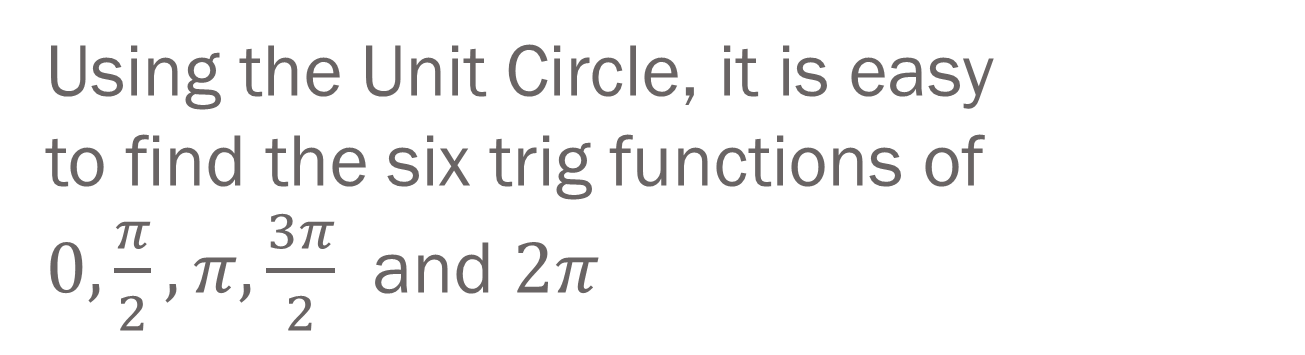 Using the Unit Circle, it is easy
to find the six trig functions of
0, π/2, π, 3π/2 and 2π